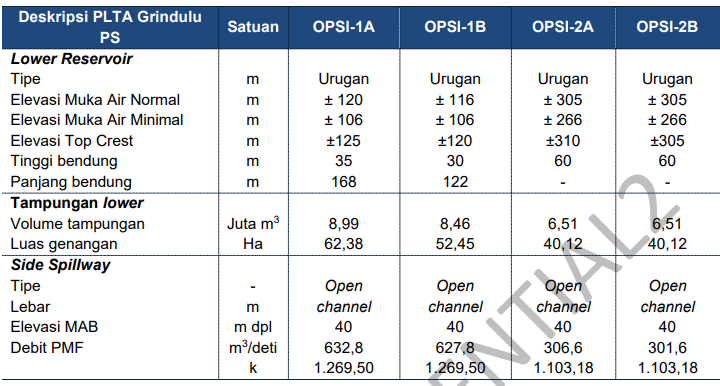 Deskripsi PLTA Grindulu PS | Satuan | OPSI-1A | OPSI-1B | OPSI-2A | OPSI-2B
Lower Reservoir
Tipe | m | Urugan | Urugan | Urugan | Urugan
Elevasi Muka Air Normal | m | ± 120 | ± 116 | ± 305 | ± 305
Elevasi Muka Air Minimal | m | ± 106 | ± 106 | ± 266 | ± 266
Elevasi Top Crest | m | ±125 | ±120 | ±310 | ±305
Tinggi bendung | m | 35 | 30 | 60 | 60
Panjang bendung | m | 168 | 122 | - | -
Tampungan lower
Volume tampungan | Juta m³ | 8,99 | 8,46 | 6,51 | 6,51
Luas genangan | Ha | 62,38 | 52,45 | 40,12 | 40,12
Side Spillway
Tipe | - | Open | Open | Open | Open
Lebar | m | channel | channel | channel | channel
Elevasi MAB | m dpl | 40 | 40 | 40 | 40
Debit PMF | m³/deti | 632,8 | 627,8 | 306,6 | 301,6
k | 1.269,50 | 1.269,50 | 1.103,18 | 1.103,18
ENTIAL2